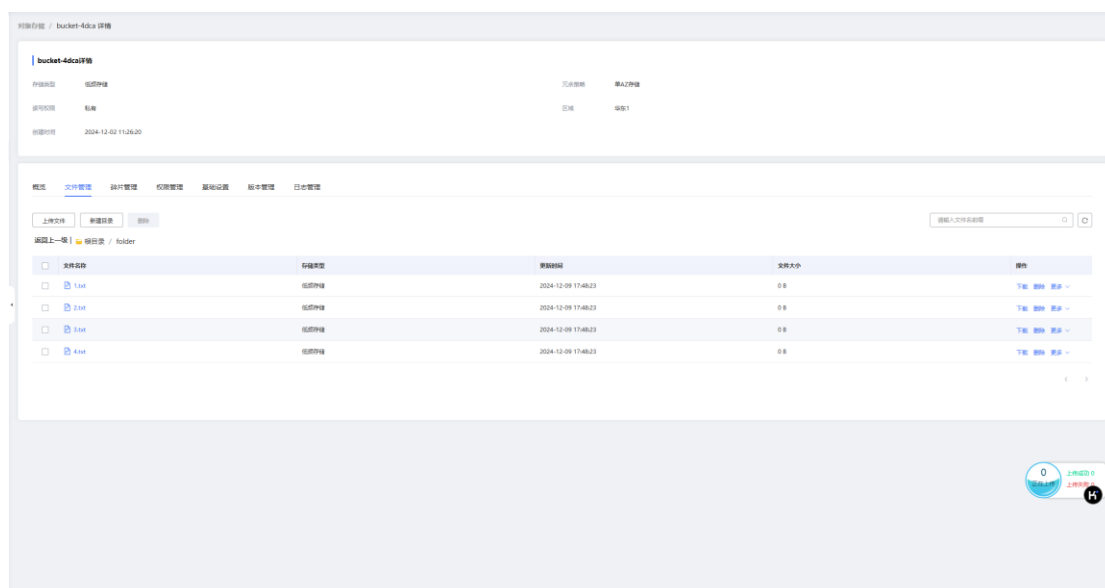 对象存储 / bucket-4dca 详情
bucket-4dca详情
存储类型 低频存储 冗余策略 单AZ存储
读写权限 私有 区域 华东1
创建时间 2024-12-02 11:26:20
概览 文件管理 碎片管理 权限管理 基础设置 版本管理 日志管理
上传文件 新建目录 删除 请输入文件名前缀
返回上一级 | 根目录 / folder
文件名称 存储类型 更新时间 文件大小 操作
1.txt 低频存储 2024-12-09 17:48:23 0 B 下载 删除 更多
2.txt 低频存储 2024-12-09 17:48:23 0 B 下载 删除 更多
3.txt 低频存储 2024-12-09 17:48:23 0 B 下载 删除 更多
4.txt 低频存储 2024-12-09 17:48:23 0 B 下载 删除 更多
0 上传成功 0
正在上传 上传失败 0